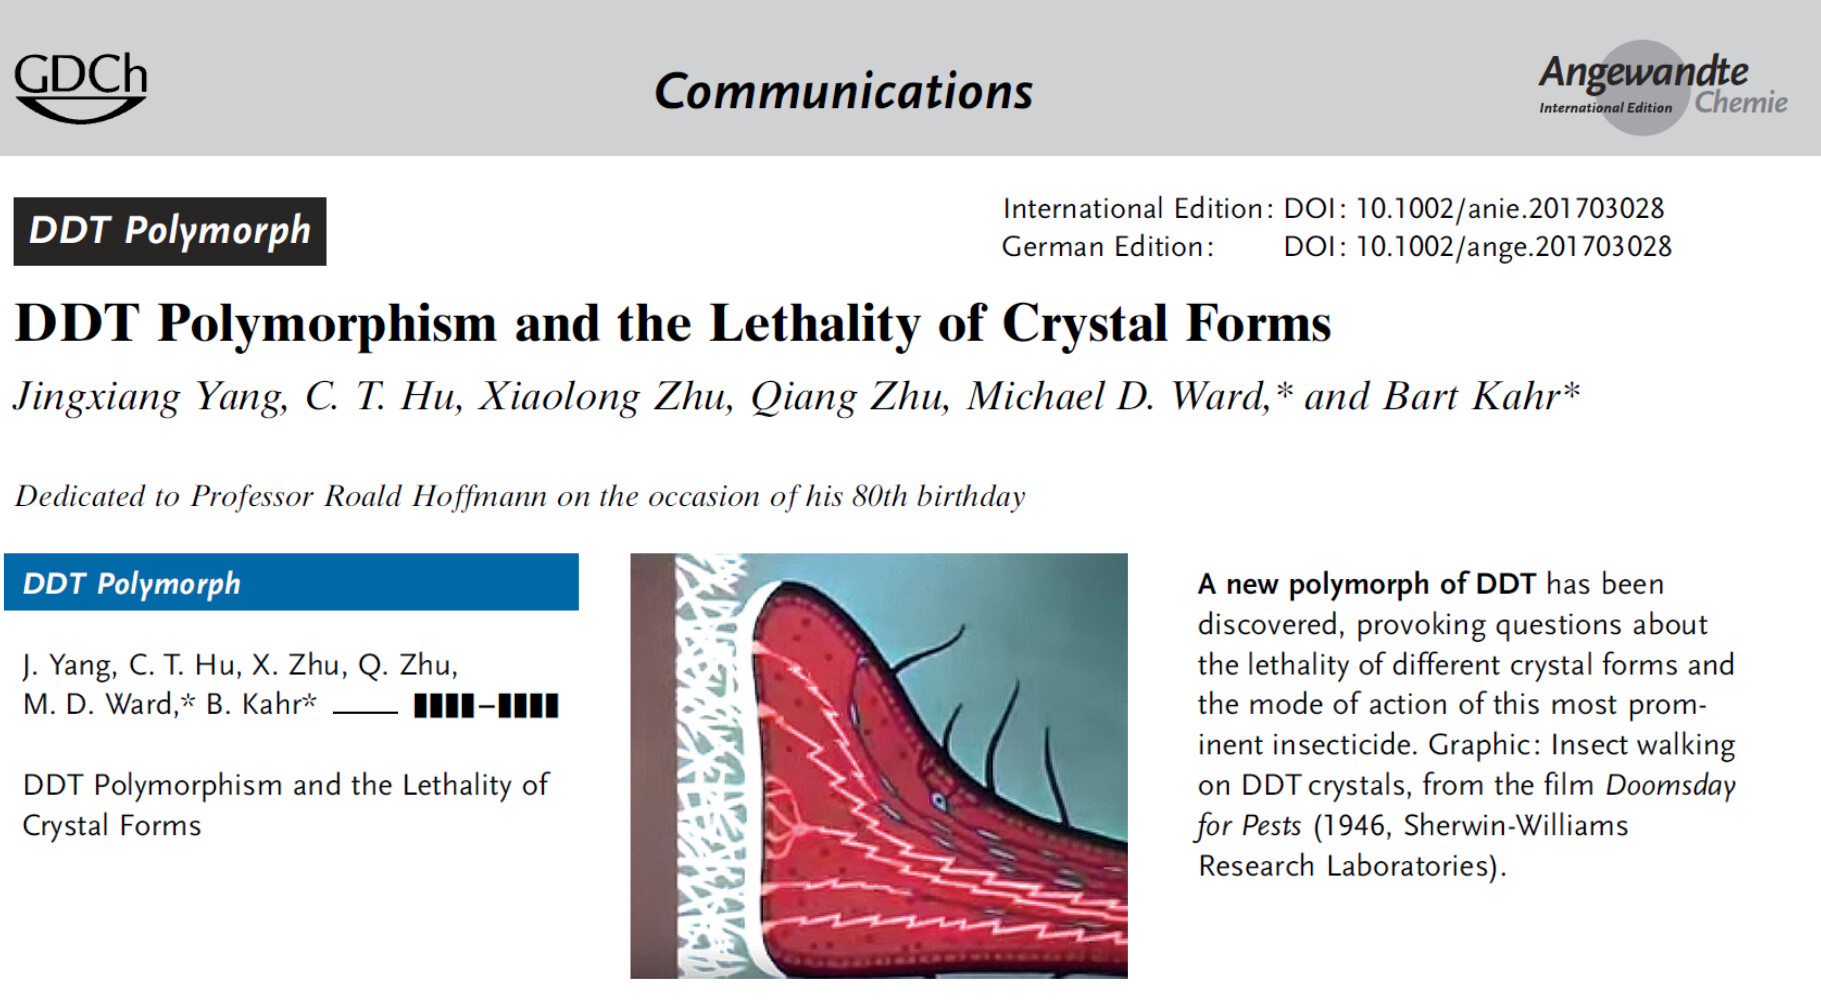 GDCh
Communications
Angewandte
International Edition Chemie
DDT Polymorph
International Edition: DOI: 10.1002/anie.201703028
German Edition: DOI: 10.1002/ange.201703028
DDT Polymorphism and the Lethality of Crystal Forms
Jingxiang Yang, C. T. Hu, Xiaolong Zhu, Qiang Zhu, Michael D. Ward,* and Bart Kahr*
Dedicated to Professor Roald Hoffmann on the occasion of his 80th birthday
DDT Polymorph
J. Yang, C. T. Hu, X. Zhu, Q. Zhu,
M. D. Ward,* B. Kahr* ____ ▮▮▮▮–▮▮▮▮
DDT Polymorphism and the Lethality of
Crystal Forms
A new polymorph of DDT has been
discovered, provoking questions about
the lethality of different crystal forms and
the mode of action of this most prom-
inent insecticide. Graphic: Insect walking
on DDT crystals, from the film Doomsday
for Pests (1946, Sherwin-Williams
Research Laboratories).